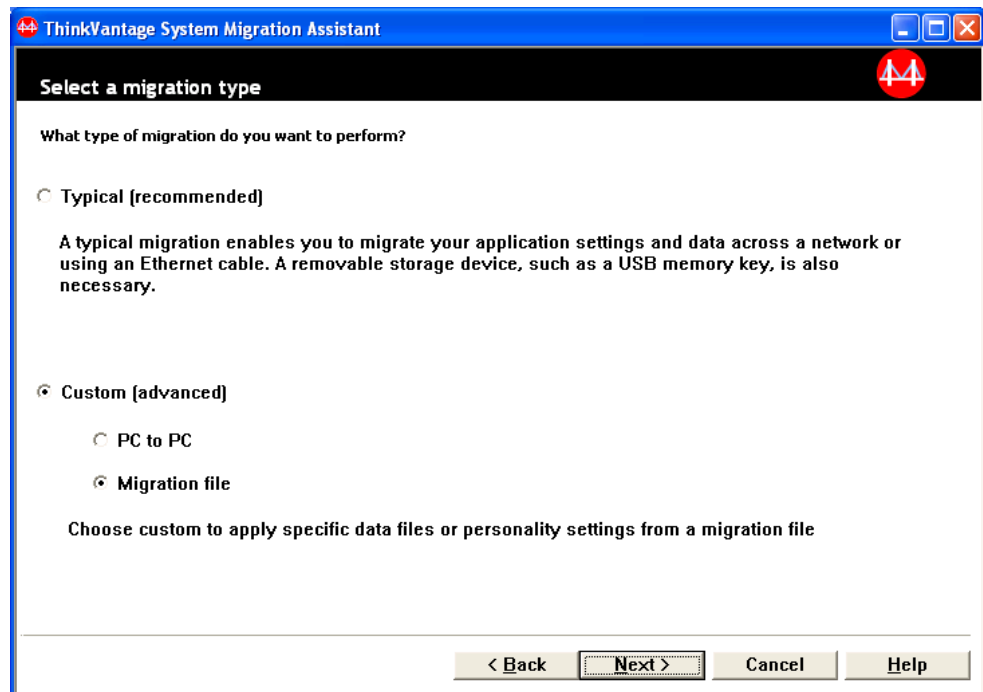 ThinkVantage System Migration Assistant
Select a migration type
What type of migration do you want to perform?
Typical (recommended)
A typical migration enables you to migrate your application settings and data across a network or
using an Ethernet cable. A removable storage device, such as a USB memory key, is also
necessary.
Custom (advanced)
PC to PC
Migration file
Choose custom to apply specific data files or personality settings from a migration file
< Back Next > Cancel Help